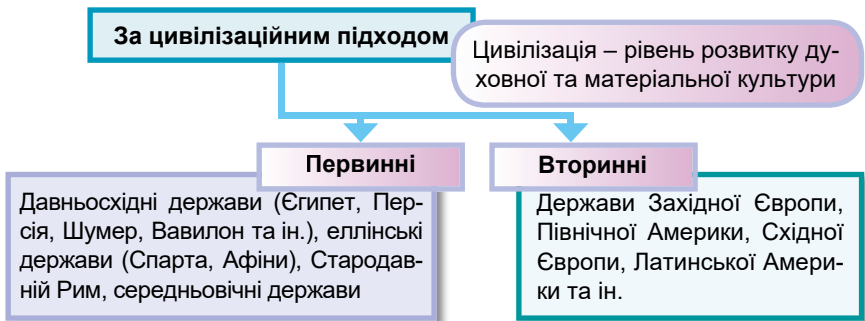 За цивілізаційним підходом
Цивілізація – рівень розвитку ду-
ховної та матеріальної культури
Первинні
Давньосхідні держави (Єгипет, Пер-
сія, Шумер, Вавилон та ін.), еллінські
держави (Спарта, Афіни), Стародав-
ній Рим, середньовічні держави
Вторинні
Держави Західної Європи,
Північної Америки, Східної
Європи, Латинської Амери-
ки та ін.